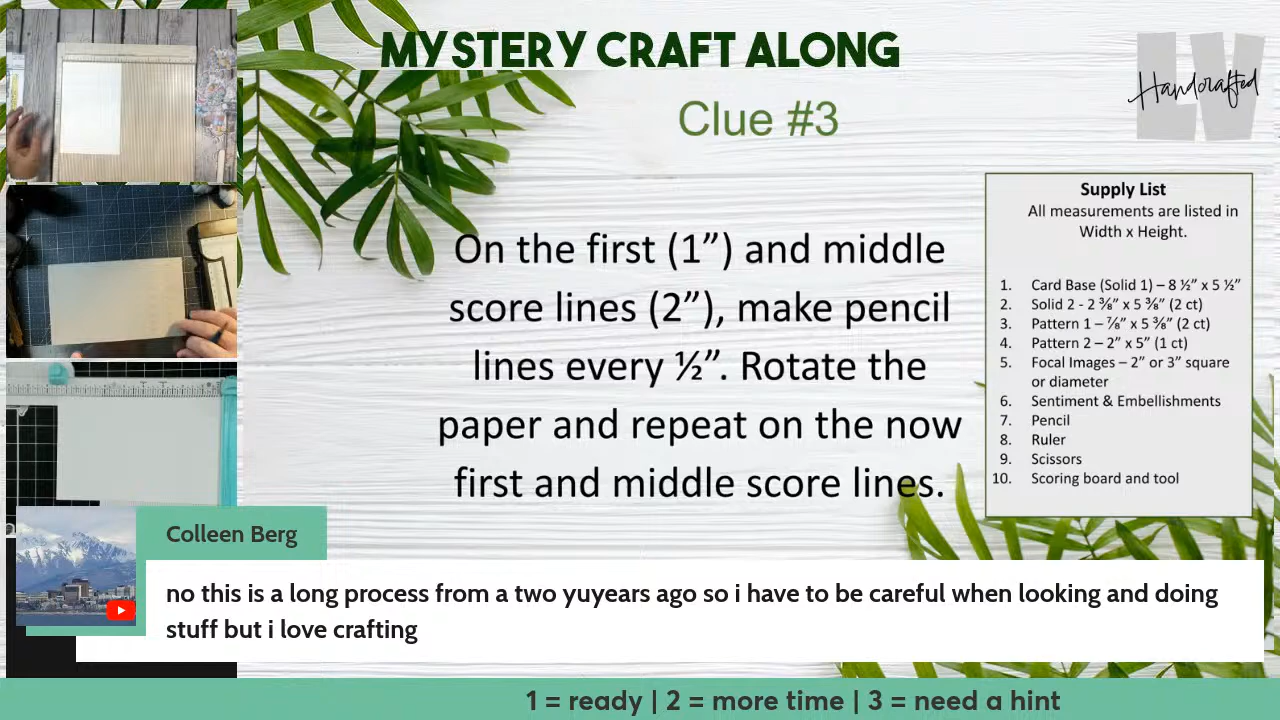 MYSTERY CRAFT ALONG
Clue #3
Handcrafted
On the first (1”) and middle
score lines (2”), make pencil
lines every ½”. Rotate the
paper and repeat on the now
first and middle score lines.
Supply List
All measurements are listed in
Width x Height.
1. Card Base (Solid 1) – 8 ½” x 5 ½”
2. Solid 2 - 2 ⅜” x 5 ⅜” (2 ct)
3. Pattern 1 – ⅞” x 5 ⅜” (2 ct)
4. Pattern 2 – 2” x 5” (1 ct)
5. Focal Images – 2” or 3” square
or diameter
6. Sentiment & Embellishments
7. Pencil
8. Ruler
9. Scissors
10. Scoring board and tool
Colleen Berg
no this is a long process from a two yuyears ago so i have to be careful when looking and doing
stuff but i love crafting
1 = ready | 2 = more time | 3 = need a hint